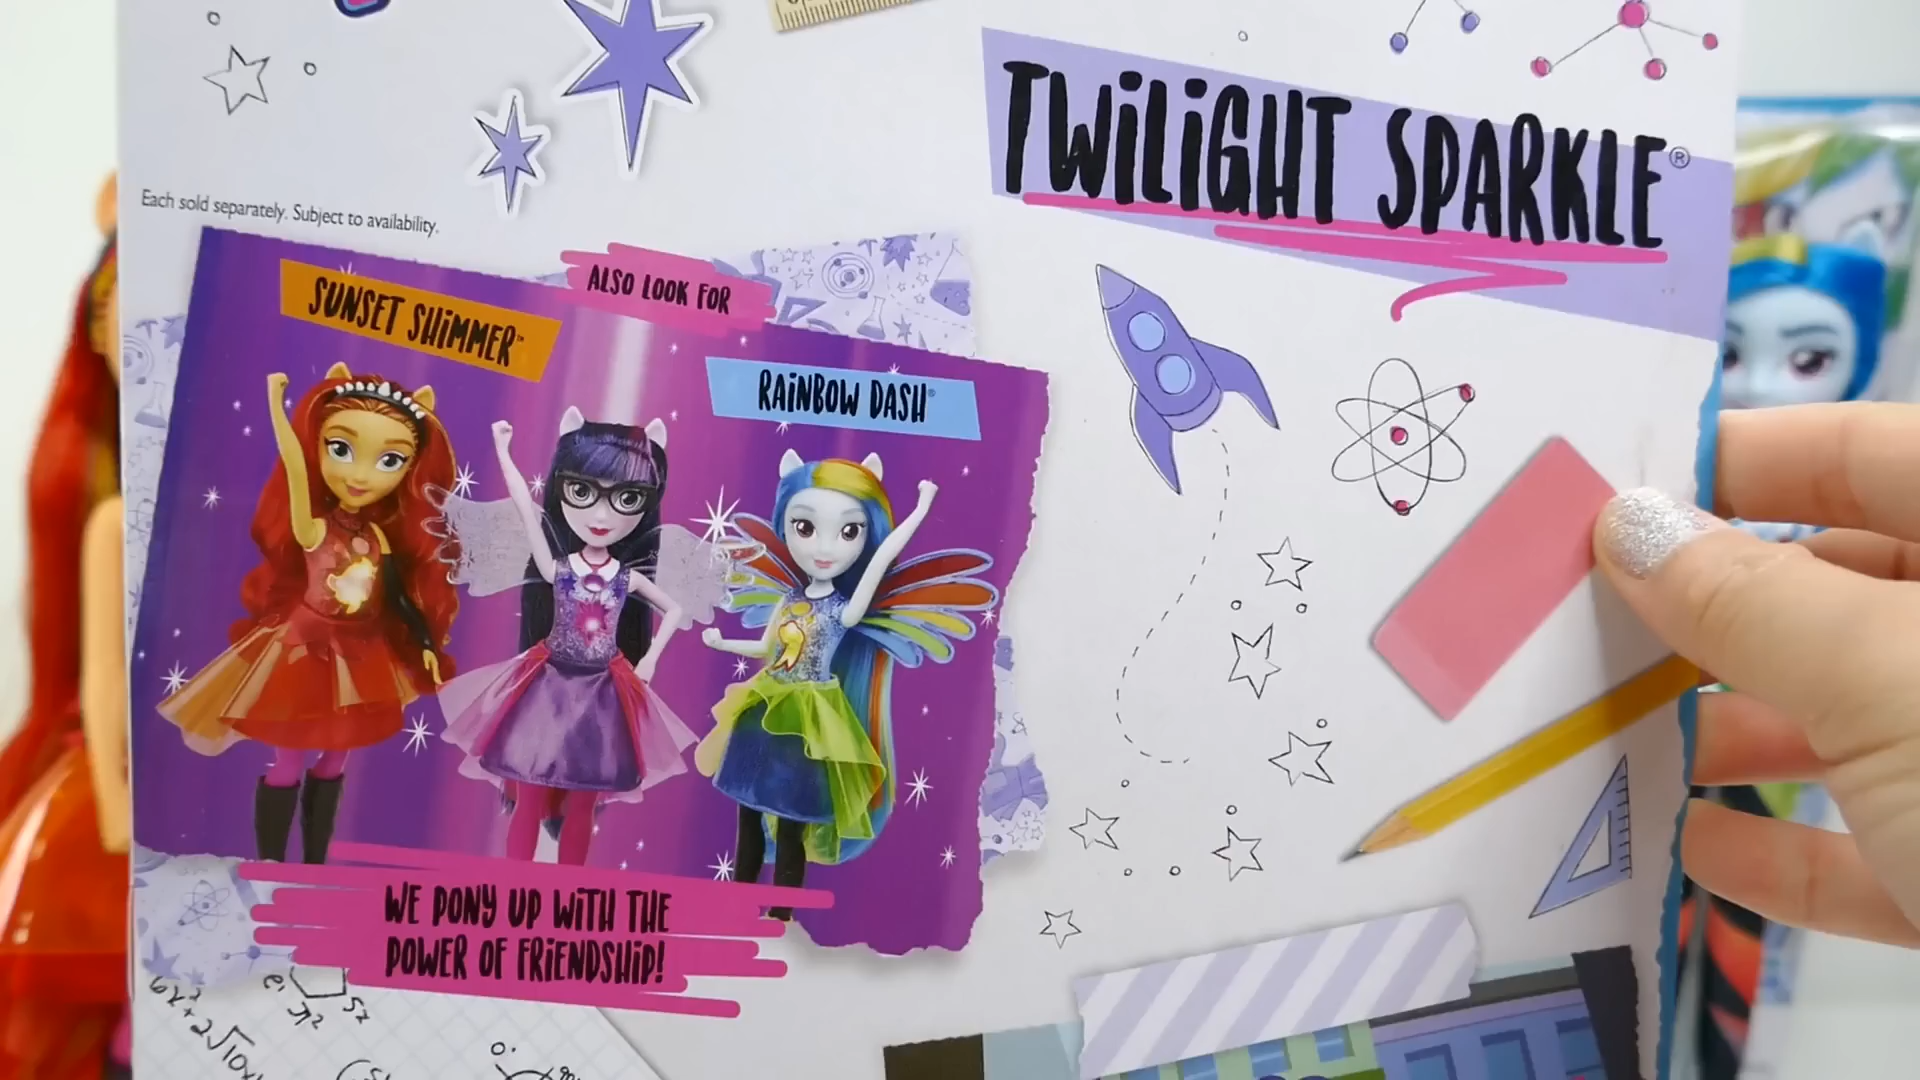 TWiLiGHT SPARKLE®
Each sold separately. Subject to availability.
ALSO LOOK FOR
SUNSET SHiMMER™
RAiNBOW DASH®
WE PONY UP WiTH THE
POWER OF FRiENDSHiP!